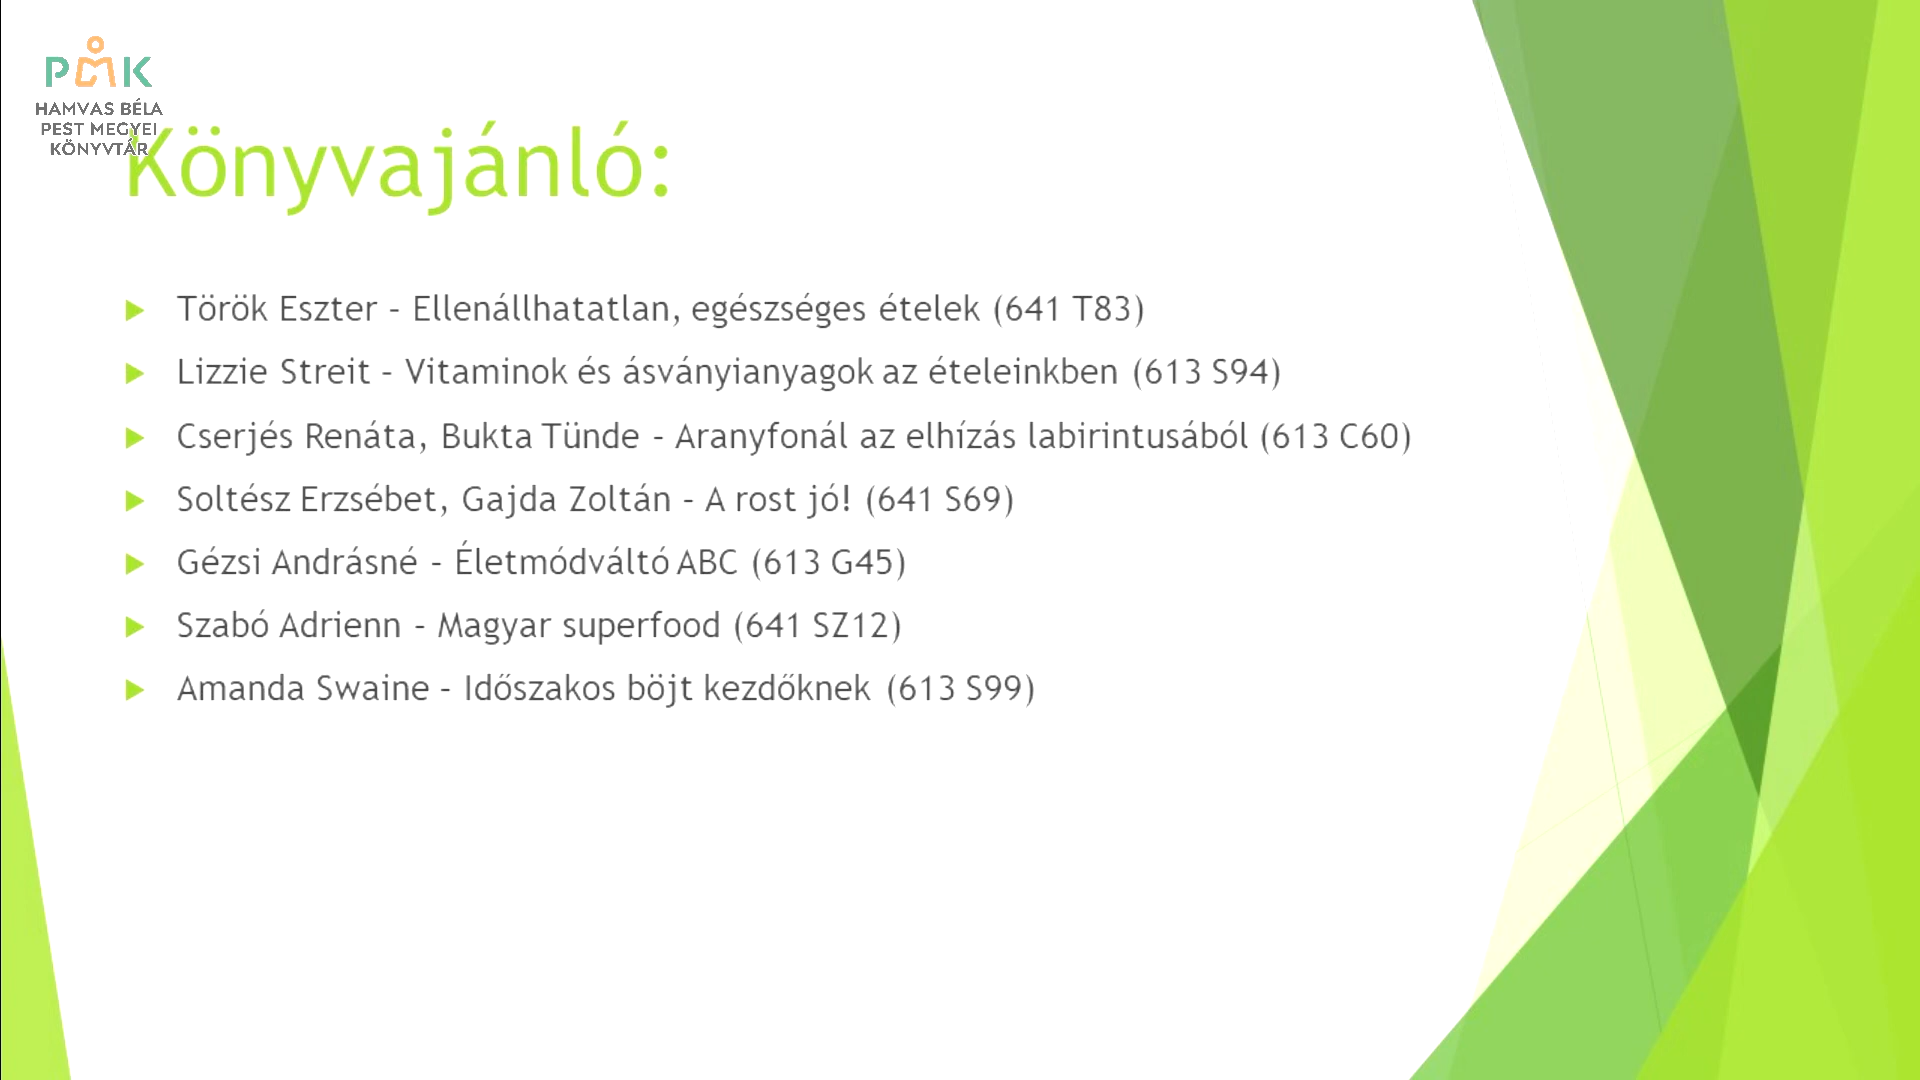 PMK
HAMVAS BÉLA
PEST MEGYEI
KÖNYVTÁR
Könyvajánló:
Török Eszter – Ellenállhatatlan, egészséges ételek (641 T83)
Lizzie Streit – Vitaminok és ásványianyagok az ételeinkben (613 S94)
Cserjés Renáta, Bukta Tünde – Aranyfonál az elhízás labirintusából (613 C60)
Soltész Erzsébet, Gajda Zoltán – A rost jó! (641 S69)
Gézsi Andrásné – Életmódváltó ABC (613 G45)
Szabó Adrienn – Magyar superfood (641 SZ12)
Amanda Swaine – Időszakos böjt kezdőknek (613 S99)